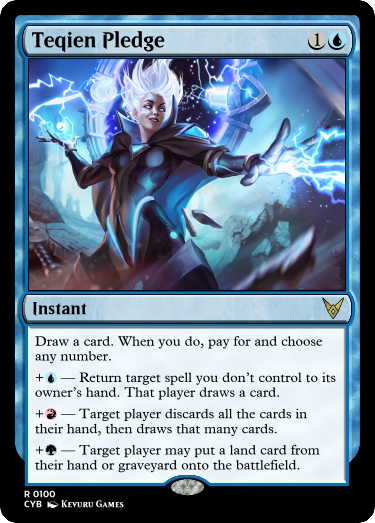 Teqien Pledge 1
Instant
Draw a card. When you do, pay for and choose
any number.
+ — Return target spell you don't control to its
owner's hand. That player draws a card.
+ — Target player discards all the cards in
their hand, then draws that many cards.
+ — Target player may put a land card from
their hand or graveyard onto the battlefield.
R 0100
CYB Kevuru Games